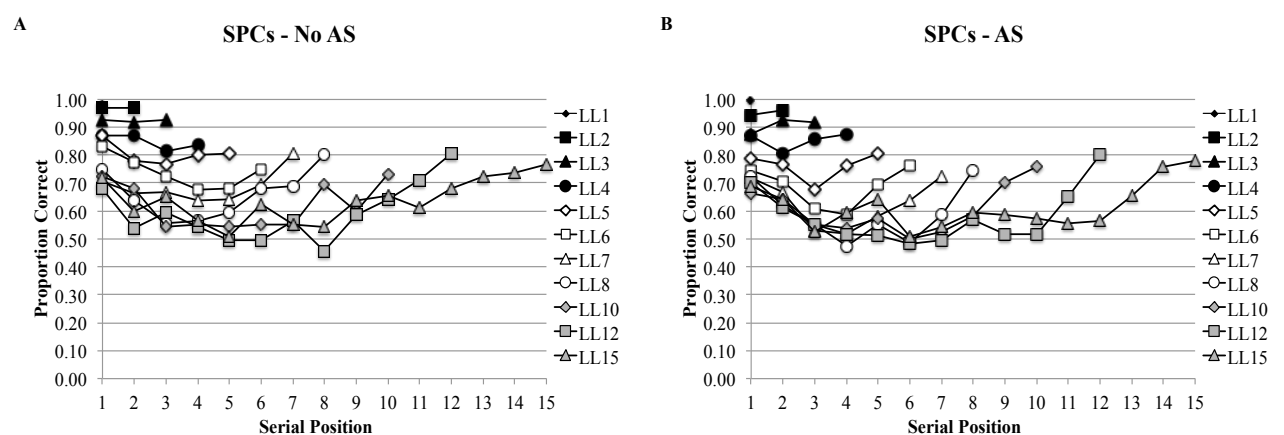 A
SPCs - No AS
Proportion Correct
1.00
0.90
0.80
0.70
0.60
0.50
0.40
0.30
0.20
0.10
0.00
1 2 3 4 5 6 7 8 9 10 11 12 13 14 15
Serial Position
LL1
LL2
LL3
LL4
LL5
LL6
LL7
LL8
LL10
LL12
LL15
B
SPCs - AS
Proportion Correct
1.00
0.90
0.80
0.70
0.60
0.50
0.40
0.30
0.20
0.10
0.00
1 2 3 4 5 6 7 8 9 10 11 12 13 14 15
Serial Position
LL1
LL2
LL3
LL4
LL5
LL6
LL7
LL8
LL10
LL12
LL15